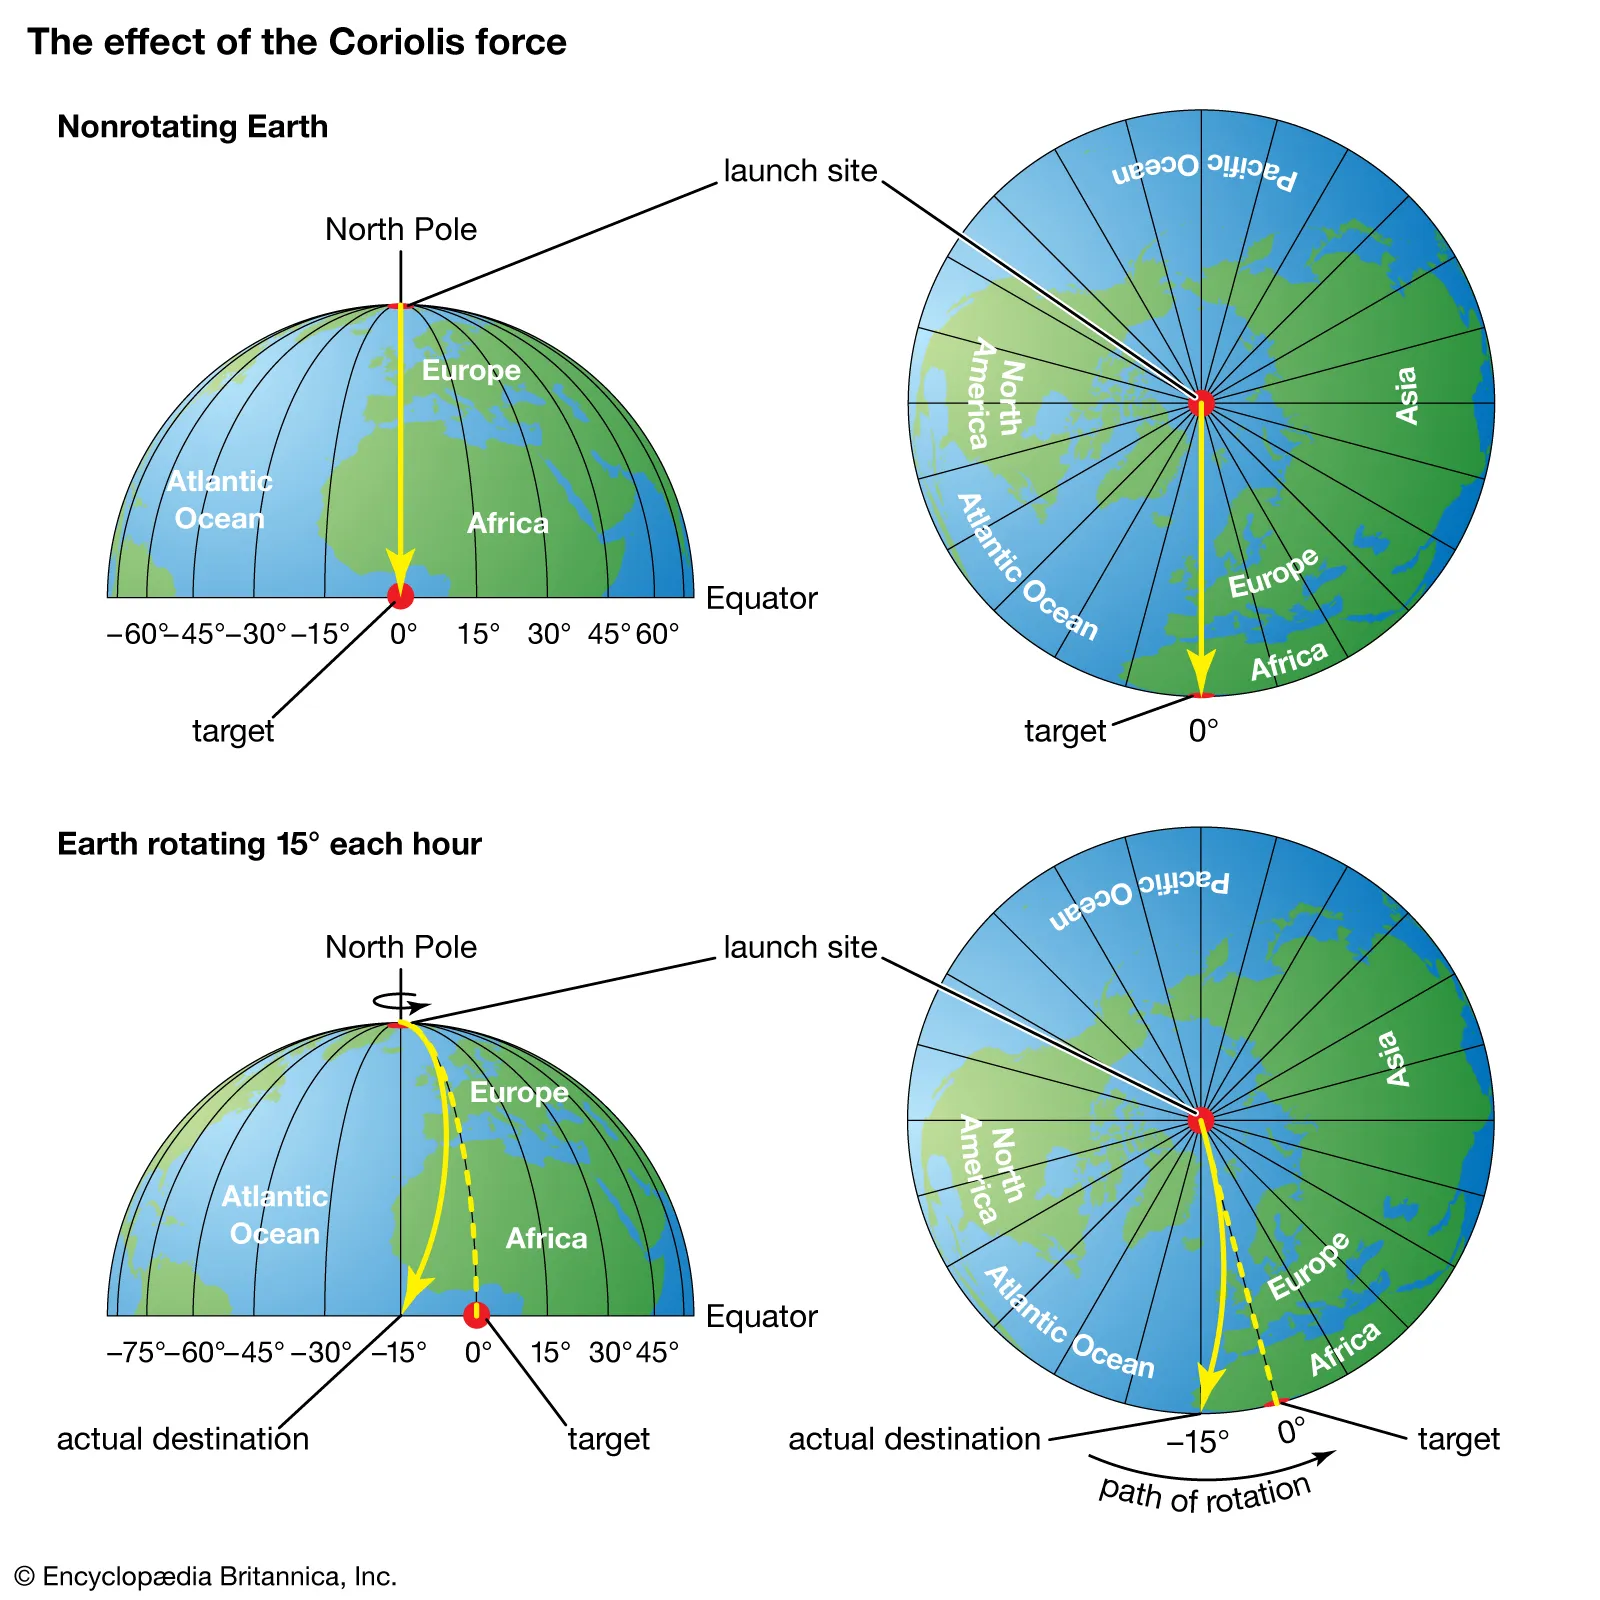 The effect of the Coriolis force
Nonrotating Earth
launch site
North Pole
Europe
Atlantic
Ocean
Africa
Equator
–60°
–45°
–30°
–15°
0°
15°
30°
45°
60°
target
Pacific Ocean
North
America
Asia
Atlantic Ocean
Europe
Africa
target
0°
Earth rotating 15° each hour
launch site
North Pole
Europe
Atlantic
Ocean
Africa
Equator
–75°
–60°
–45°
–30°
–15°
0°
15°
30°
45°
actual destination
target
Pacific Ocean
North
America
Asia
Atlantic Ocean
Europe
Africa
actual destination
–15°
0°
target
path of rotation
© Encyclopædia Britannica, Inc.